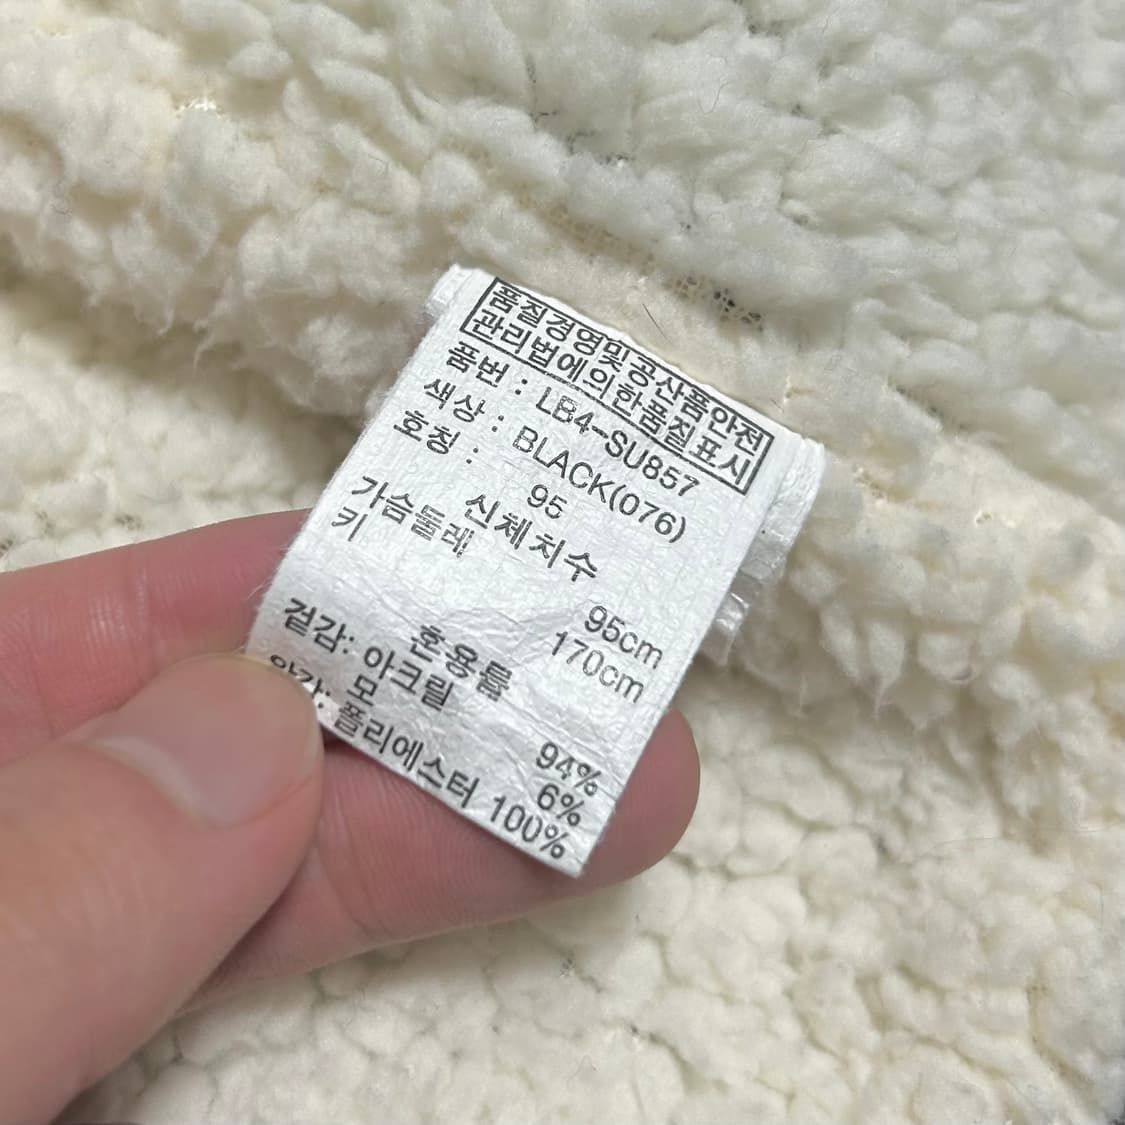 품질경영및공산품안전
관리법에의한품질표시
품번 : LB4-SU857
색상 : BLACK(076)
호칭 : 95
신체치수
가슴둘레 95cm
키 170cm
혼용률
겉감: 아크릴 94%
모 6%
안감: 폴리에스터 100%